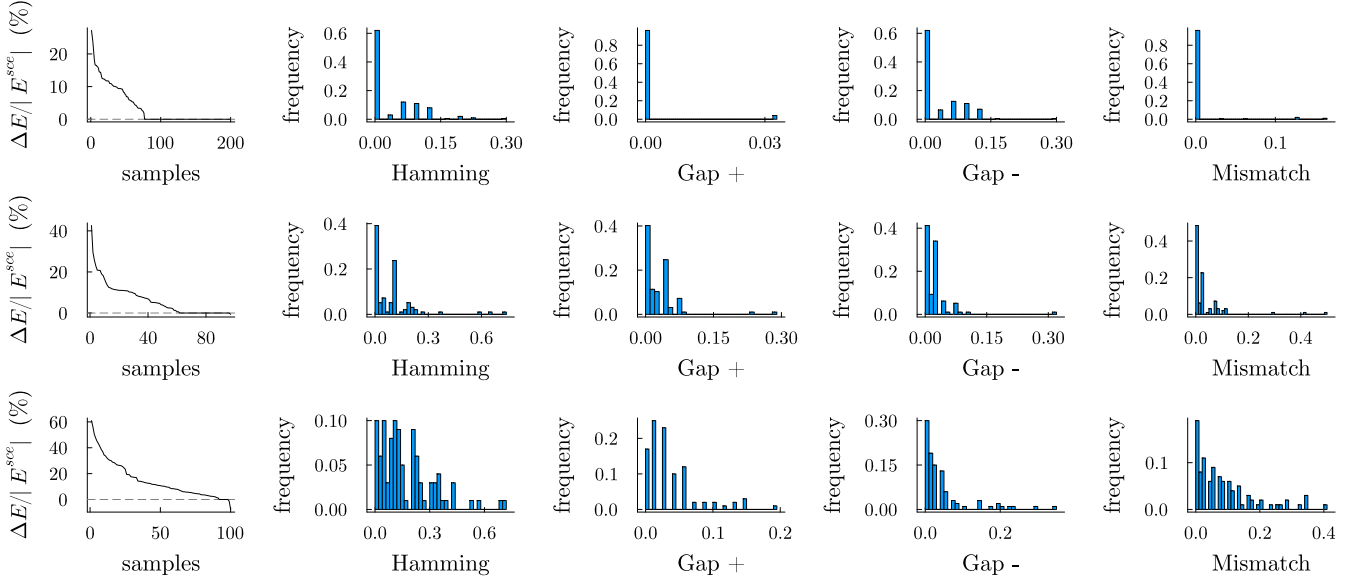 ΔE/|E^sce| (%)
20
10
0
0 100 200
samples
frequency
0.6
0.4
0.2
0.0
0.00 0.15 0.30
Hamming
frequency
0.8
0.6
0.4
0.2
0.0
0.00 0.03
Gap +
frequency
0.6
0.4
0.2
0.0
0.00 0.15 0.30
Gap -
frequency
0.8
0.6
0.4
0.2
0.0
0.1
Mismatch
ΔE/|E^sce| (%)
40
20
0
0 40 80
samples
frequency
0.4
0.2
0.0
0.0 0.3 0.6
Hamming
frequency
0.4
0.2
0.0
0.00 0.15 0.30
Gap +
frequency
0.4
0.2
0.0
0.00 0.15 0.30
Gap -
frequency
0.4
0.2
0.0
0.0 0.2 0.4
Mismatch
ΔE/|E^sce| (%)
60
40
20
0
0 50 100
samples
frequency
0.10
0.05
0.00
0.0 0.3 0.6
Hamming
frequency
0.2
0.1
0.0
0.0 0.1 0.2
Gap +
frequency
0.30
0.15
0.00
0.0 0.2
Gap -
frequency
0.1
0.0
0.0 0.2 0.4
Mismatch